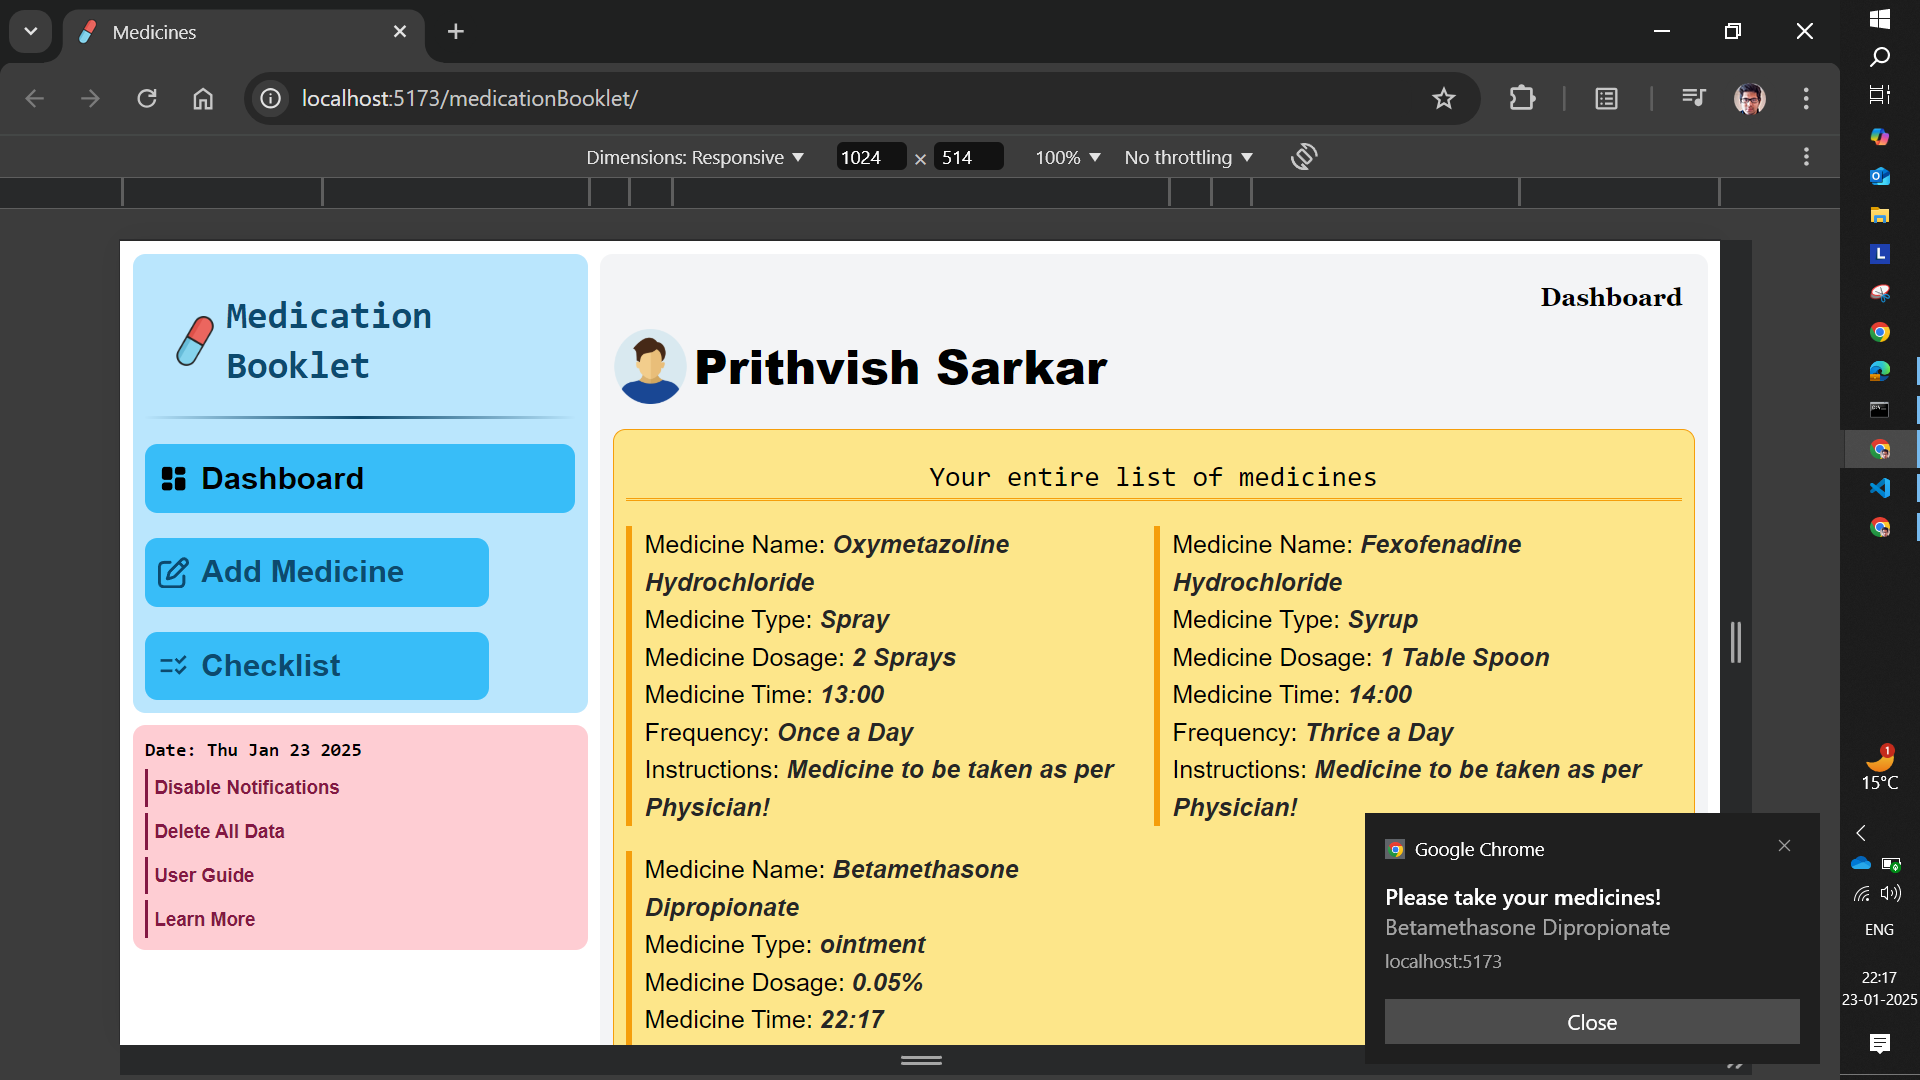 Medicines
localhost:5173/medicationBooklet/
Dimensions: Responsive 1024 × 514 100% No throttling
Medication
Booklet
Dashboard
Add Medicine
Checklist
Date: Thu Jan 23 2025
Disable Notifications
Delete All Data
User Guide
Learn More
Dashboard
Prithvish Sarkar
Your entire list of medicines
Medicine Name: Oxymetazoline
Hydrochloride
Medicine Type: Spray
Medicine Dosage: 2 Sprays
Medicine Time: 13:00
Frequency: Once a Day
Instructions: Medicine to be taken as per
Physician!
Medicine Name: Fexofenadine
Hydrochloride
Medicine Type: Syrup
Medicine Dosage: 1 Table Spoon
Medicine Time: 14:00
Frequency: Thrice a Day
Instructions: Medicine to be taken as per
Physician!
Medicine Name: Betamethasone
Dipropionate
Medicine Type: ointment
Medicine Dosage: 0.05%
Medicine Time: 22:17
Google Chrome
Please take your medicines!
Betamethasone Dipropionate
localhost:5173
Close
L
1
15°C
ENG
22:17
23-01-2025